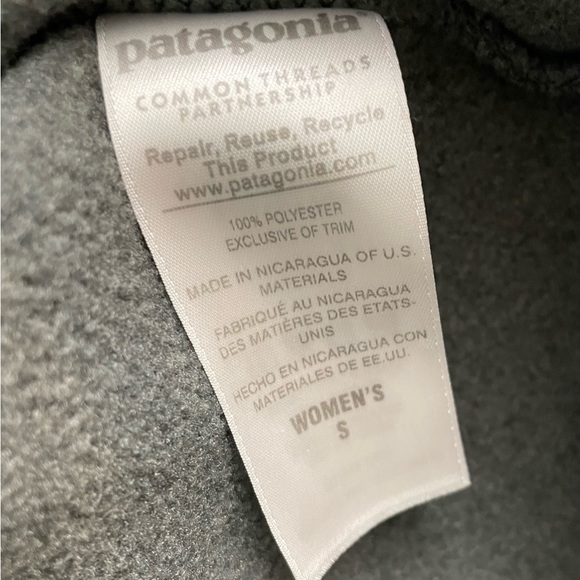 patagonia
COMMON THREADS
PARTNERSHIP
Repair, Reuse, Recycle
This Product
www.patagonia.com
100% POLYESTER
EXCLUSIVE OF TRIM
MADE IN NICARAGUA OF U.S.
MATERIALS
FABRIQUÉ AU NICARAGUA
DES MATIÈRES DES ETATS-
UNIS
HECHO EN NICARAGUA CON
MATERIALES DE EE.UU.
WOMEN'S
S